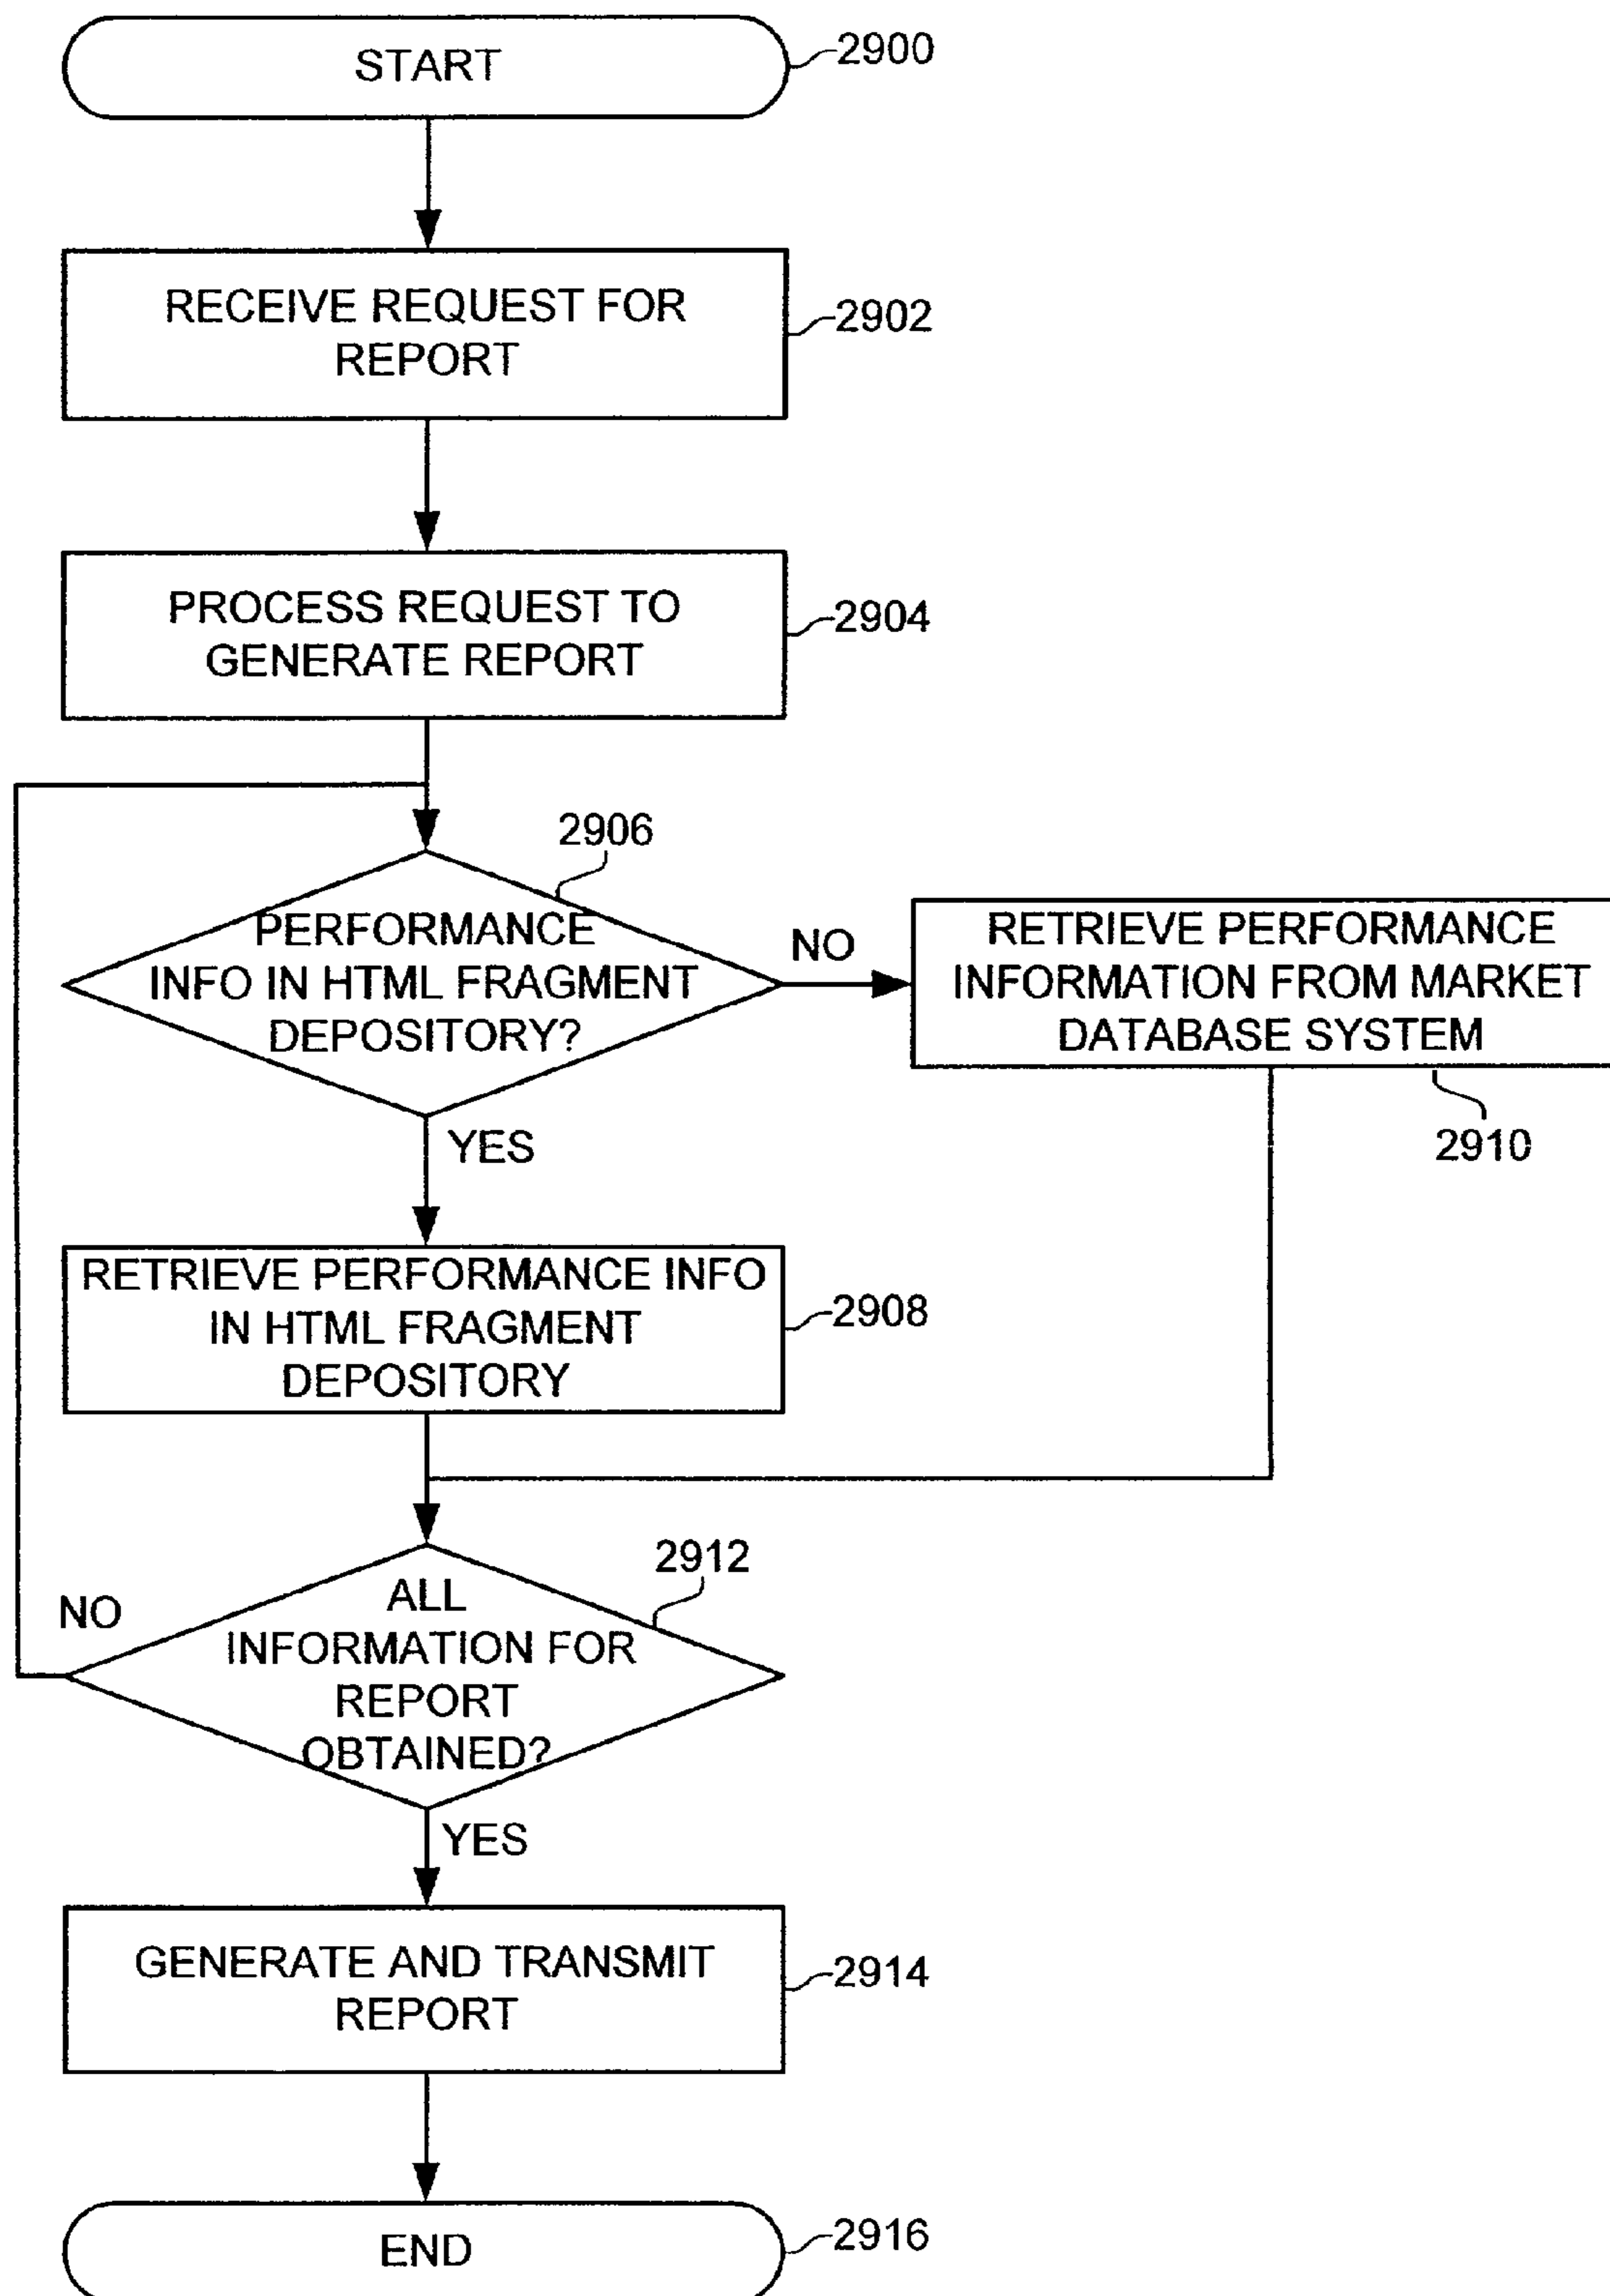 START
2900
RECEIVE REQUEST FOR
REPORT
2902
PROCESS REQUEST TO
GENERATE REPORT
2904
2906
PERFORMANCE
INFO IN HTML FRAGMENT
DEPOSITORY?
NO
RETRIEVE PERFORMANCE
INFORMATION FROM MARKET
DATABASE SYSTEM
2910
YES
RETRIEVE PERFORMANCE INFO
IN HTML FRAGMENT
DEPOSITORY
2908
2912
ALL
INFORMATION FOR
REPORT
OBTAINED?
NO
YES
GENERATE AND TRANSMIT
REPORT
2914
END
2916